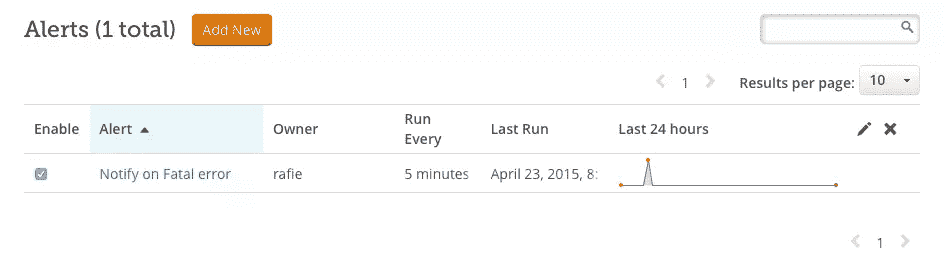 Alerts (1 total) Add New
1 Results per page: 10
Enable Alert Owner Run Every Last Run Last 24 hours
Notify on Fatal error rafie 5 minutes April 23, 2015, 8:
1